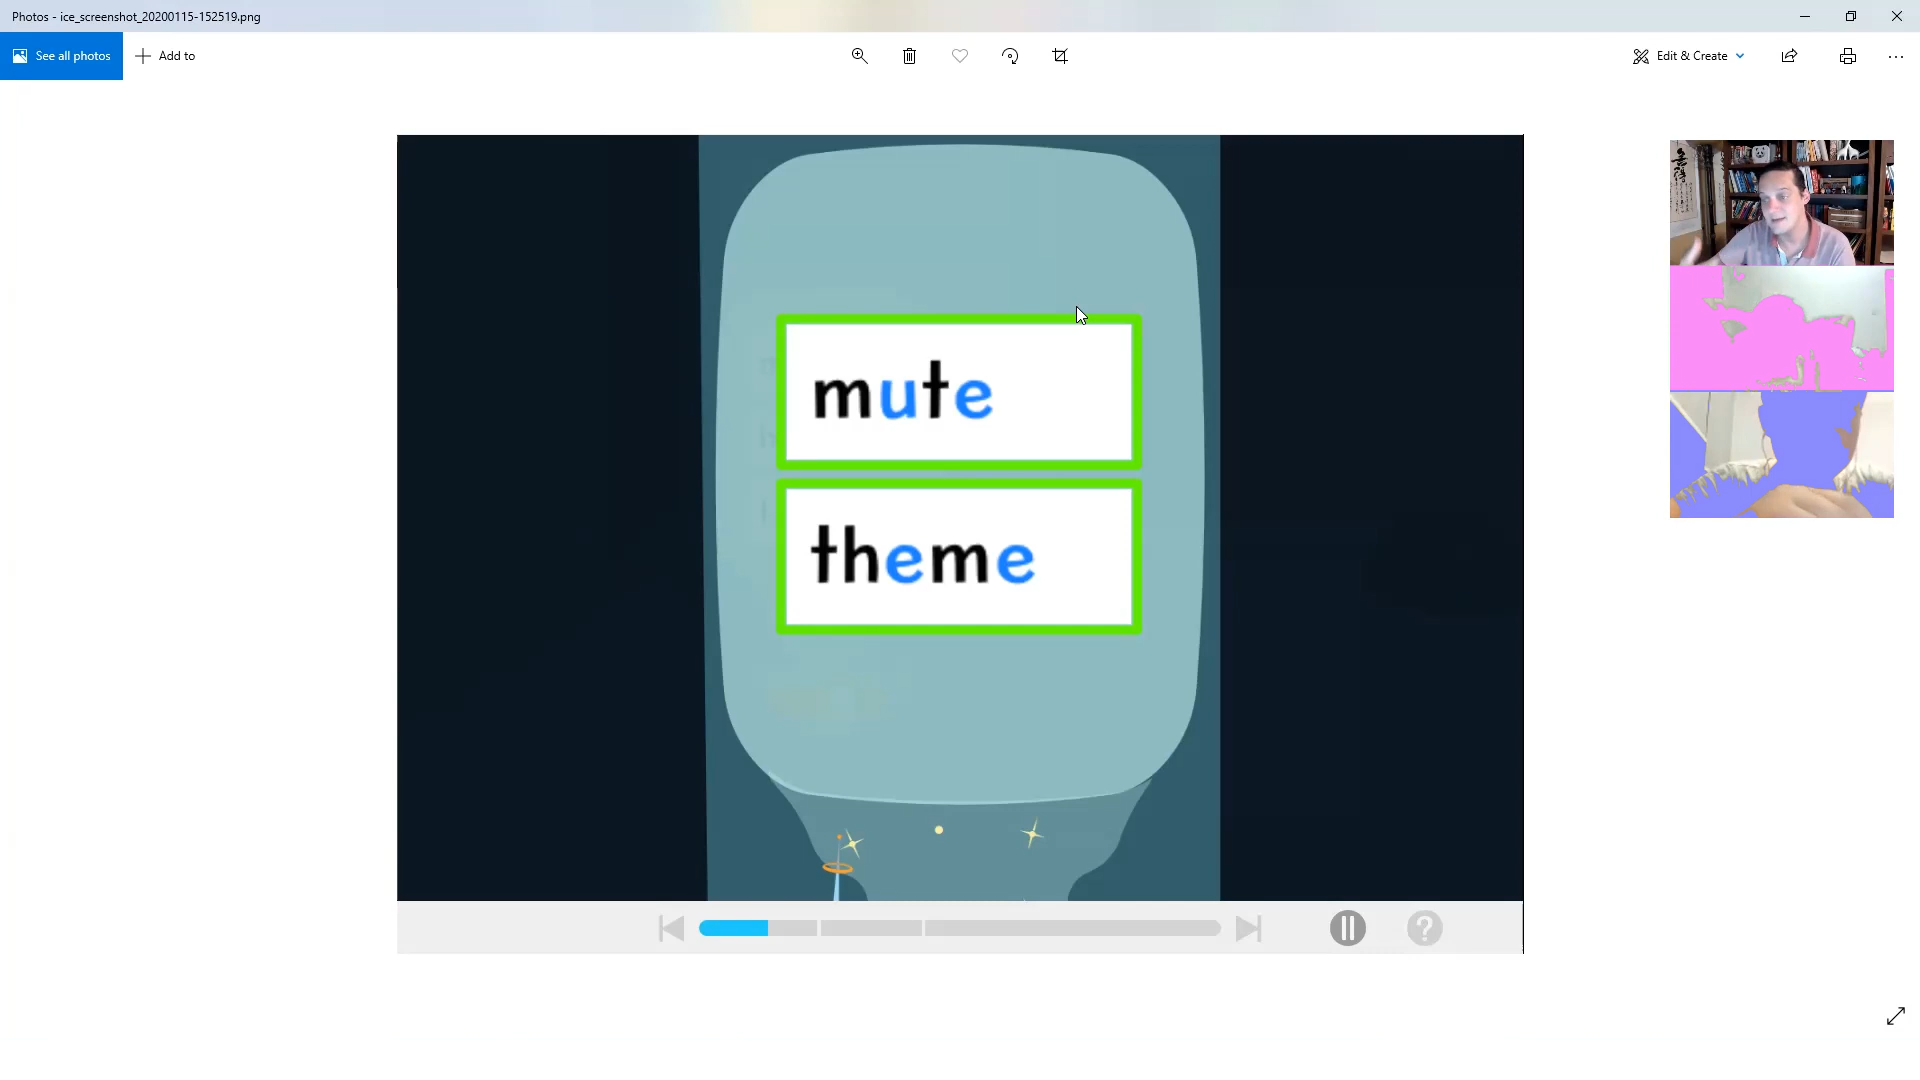 Photos - ice_screenshot_20200115-152519.png
See all photos
Add to
Edit & Create
mute
theme
?